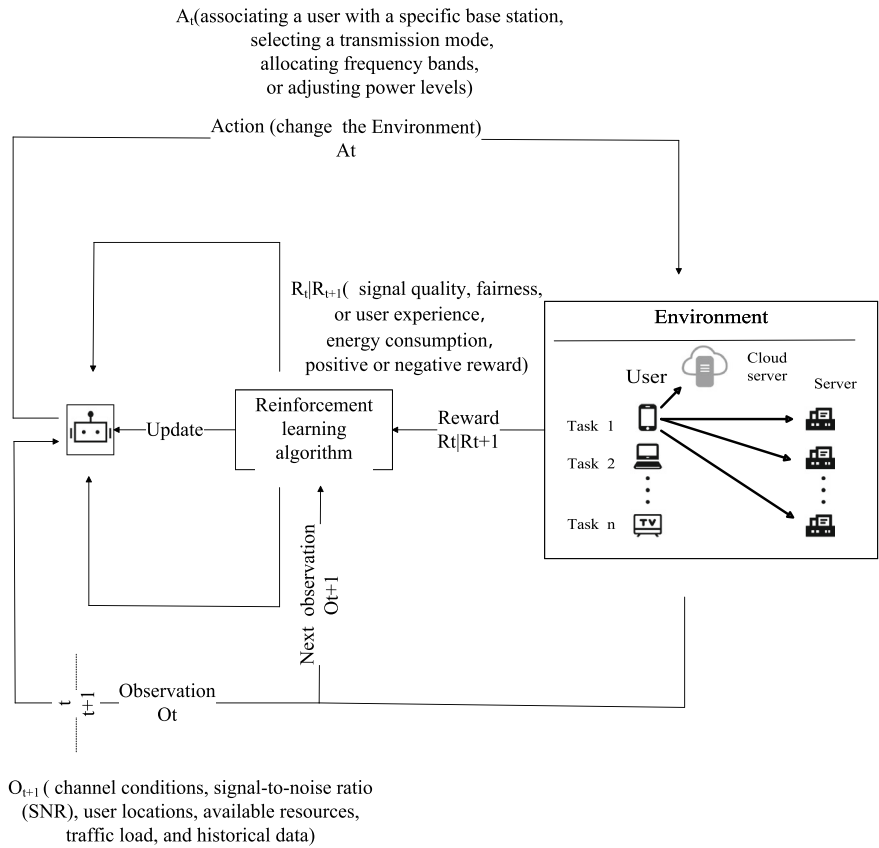 At(associating a user with a specific base station,
selecting a transmission mode,
allocating frequency bands,
or adjusting power levels)
Action (change the Environment)
At
Rt|Rt+1( signal quality, fairness,
or user experience,
energy consumption,
positive or negative reward)
Environment
User
Cloud
server
Server
Task 1
Task 2
Task n
TV
Reinforcement
learning
algorithm
Update
Reward
Rt|Rt+1
Next observation
Ot+1
t
t+1
Observation
Ot
Ot+1 ( channel conditions, signal-to-noise ratio
(SNR), user locations, available resources,
traffic load, and historical data)